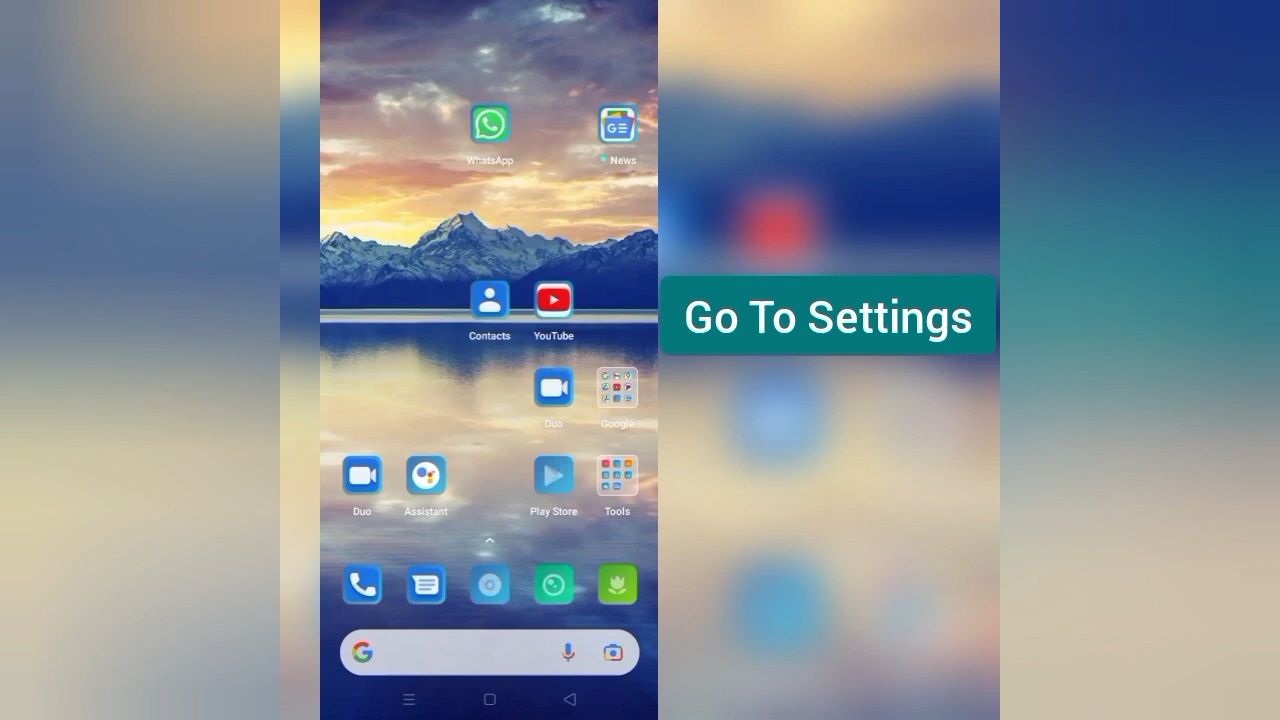 WhatsApp
News
Contacts
YouTube
Go To Settings
Duo
Google
Duo
Assistant
Play Store
Tools